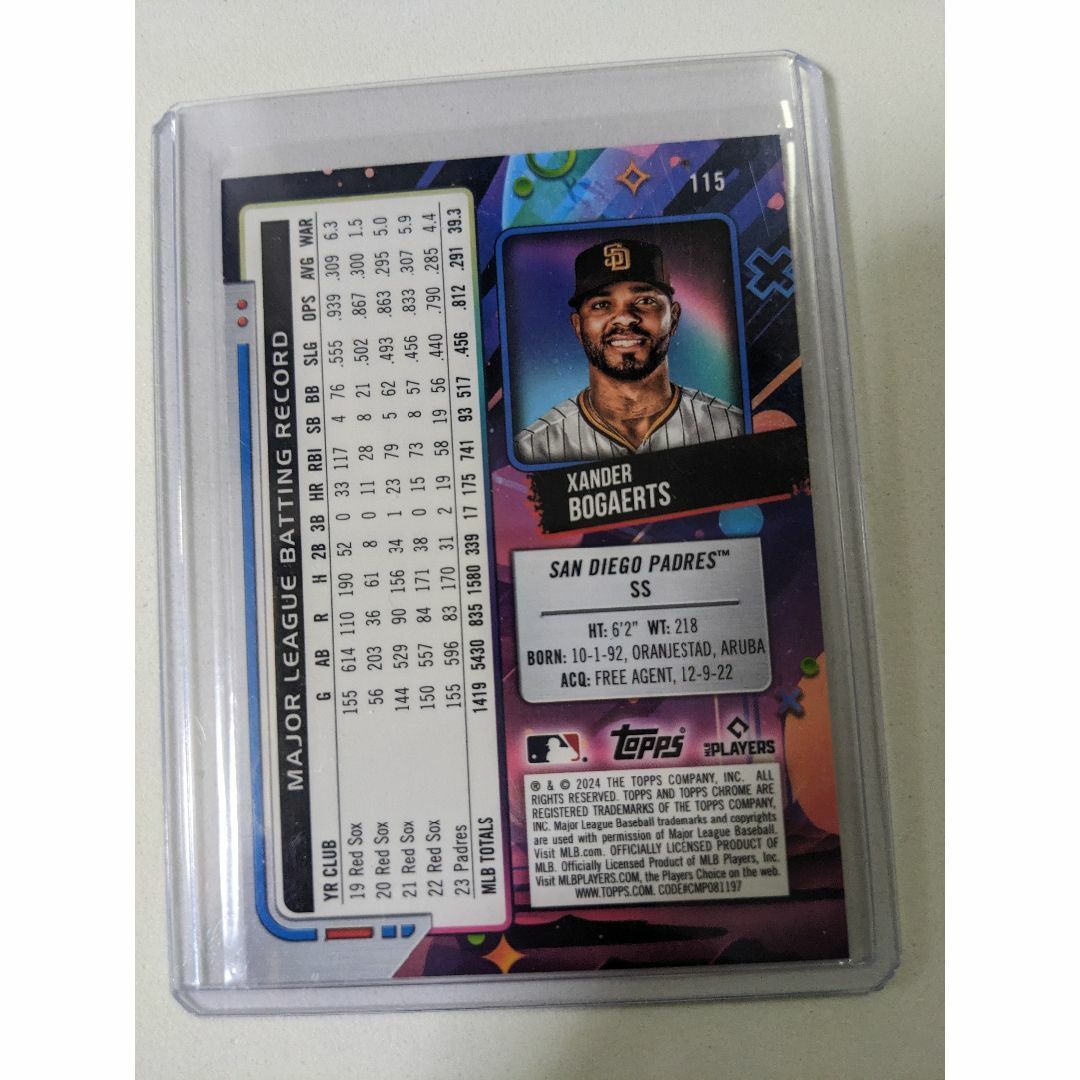 115
XANDER
BOGAERTS
SAN DIEGO PADRES™
SS
HT: 6'2" WT: 218
BORN: 10-1-92, ORANJESTAD, ARUBA
ACQ: FREE AGENT, 12-9-22
MAJOR LEAGUE BATTING RECORD
YR CLUB G AB R H 2B 3B HR RBI SB BB SLG OPS AVG WAR
19 Red Sox 155 614 110 190 52 0 33 117 4 76 .555 .939 .309 6.3
20 Red Sox 56 203 36 61 8 0 11 28 8 21 .502 .867 .300 1.5
21 Red Sox 144 529 90 156 34 1 23 79 5 62 .493 .863 .295 5.0
22 Red Sox 150 557 84 171 38 0 15 73 8 57 .456 .833 .307 5.9
23 Padres 155 596 83 170 31 2 19 58 19 56 .440 .790 .285 4.4
MLB TOTALS 1419 5430 835 1580 339 17 175 741 93 517 .456 .812 .291 39.3
SD
topps
MLB PLAYERS
® & © 2024 THE TOPPS COMPANY, INC. ALL
RIGHTS RESERVED. TOPPS AND TOPPS CHROME ARE
REGISTERED TRADEMARKS OF THE TOPPS COMPANY,
INC. Major League Baseball trademarks and copyrights
are used with permission of Major League Baseball.
Visit MLB.com. OFFICIALLY LICENSED PRODUCT OF
MLB. Officially Licensed Product of MLB Players, Inc.
Visit MLBPLAYERS.COM, the Players Choice on the web.
WWW.TOPPS.COM. CODE#CMP081197